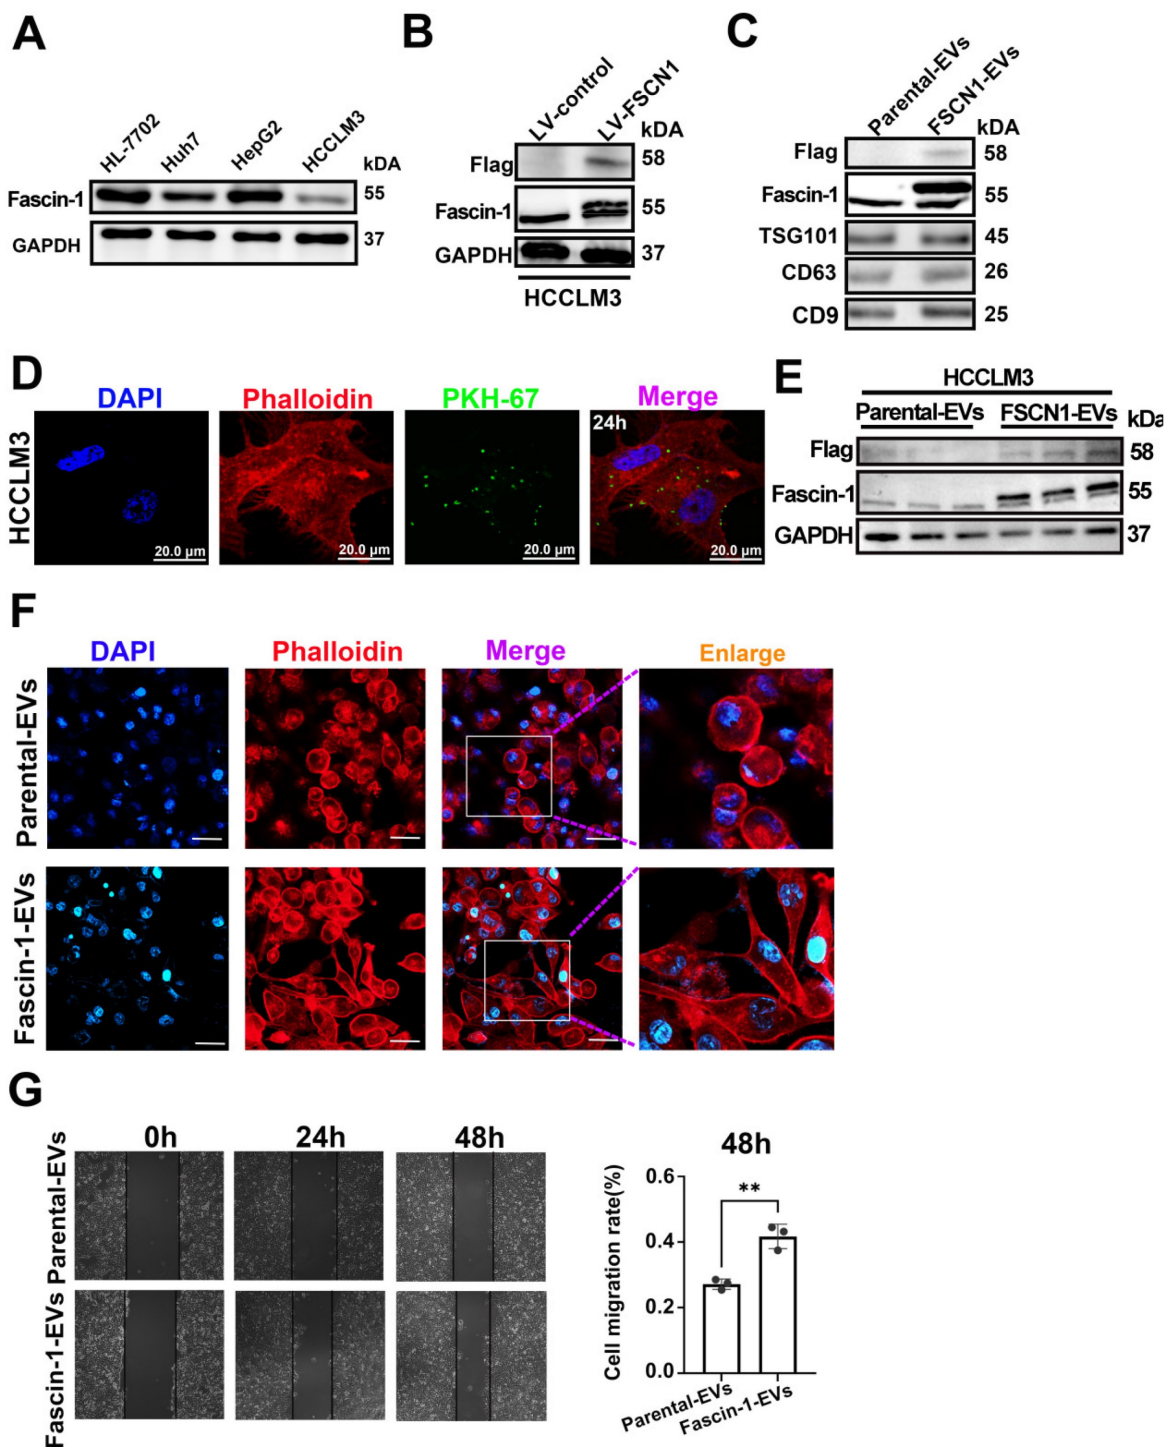 A
HL-7702
Huh7
HepG2
HCCLM3
kDA
Fascin-1
55
GAPDH
37
B
LV-control
LV-FSCN1
kDA
Flag
58
Fascin-1
55
GAPDH
37
HCCLM3
C
Parental-EVs
FSCN1-EVs
kDA
Flag
58
Fascin-1
55
TSG101
45
CD63
26
CD9
25
D
DAPI
Phalloidin
PKH-67
Merge
HCCLM3
24h
20.0 µm
20.0 µm
20.0 µm
20.0 µm
E
HCCLM3
Parental-EVs
FSCN1-EVs
kDa
Flag
58
Fascin-1
55
GAPDH
37
F
DAPI
Phalloidin
Merge
Enlarge
Parental-EVs
Fascin-1-EVs
G
0h
24h
48h
Parental-EVs
Fascin-1-EVs
48h
Cell migration rate(%)
0.6
0.4
0.2
0.0
**
Parental-EVs
Fascin-1-EVs